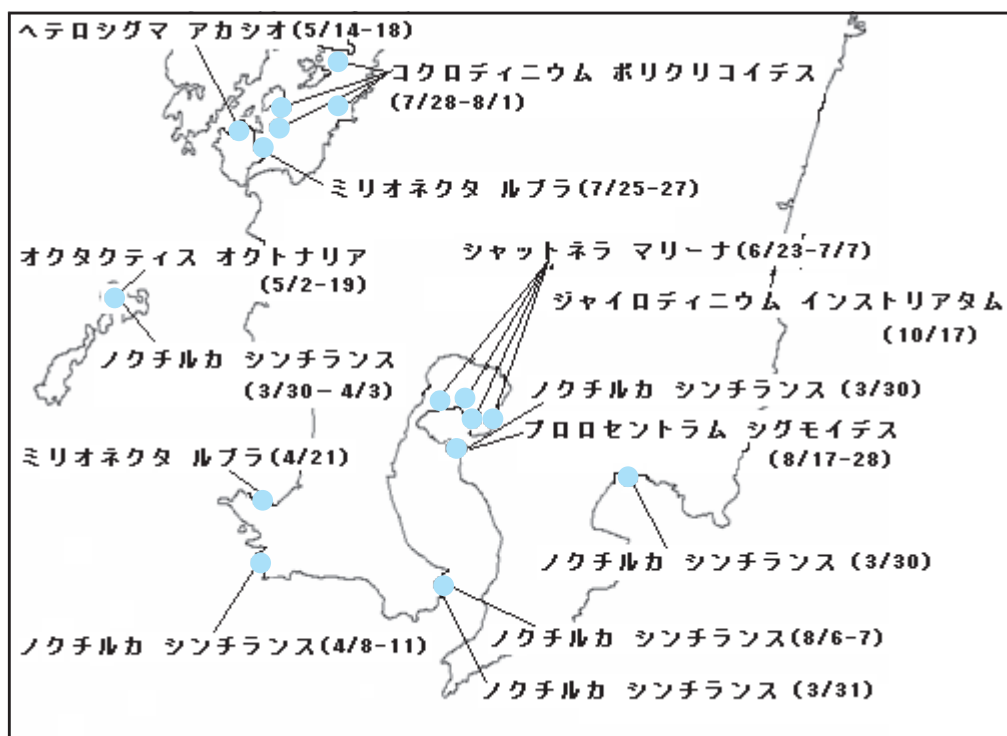 ヘテロシグマ アカシオ(5/14-18)
コクロディニウム ポリクリコイデス
(7/28-8/1)
ミリオネクタ ルブラ(7/25-27)
オクタクティス オクトナリア
(5/2-19)
シャットネラ マリーナ(6/23-7/7)
ジャイロディニウム インストリアタム
(10/17)
ノクチルカ シンチランス
(3/30-4/3)
ノクチルカ シンチランス(3/30)
プロロセントラム シグモイデス
(8/17-28)
ミリオネクタ ルブラ(4/21)
ノクチルカ シンチランス(3/30)
ノクチルカ シンチランス(4/8-11)
ノクチルカ シンチランス(8/6-7)
ノクチルカ シンチランス(3/31)